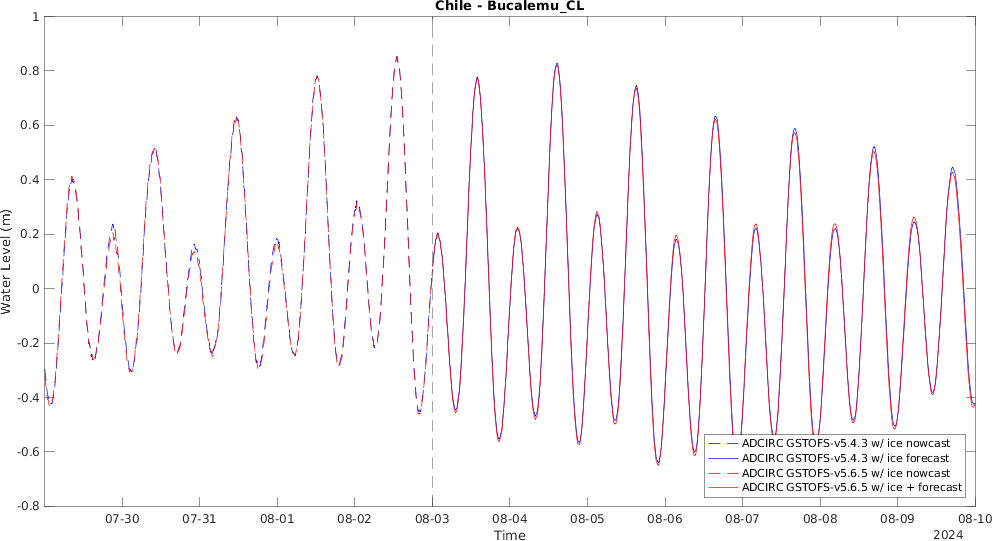 Chile - Bucalemu_CL
1
0.8
0.6
0.4
0.2
0
-0.2
-0.4
-0.6
-0.8
Water Level (m)
ADCIRC GSTOFS-v5.4.3 w/ ice nowcast
ADCIRC GSTOFS-v5.4.3 w/ ice forecast
ADCIRC GSTOFS-v5.6.5 w/ ice nowcast
ADCIRC GSTOFS-v5.6.5 w/ ice + forecast
07-30 07-31 08-01 08-02 08-03 08-04 08-05 08-06 08-07 08-08 08-09 08-10
Time
2024